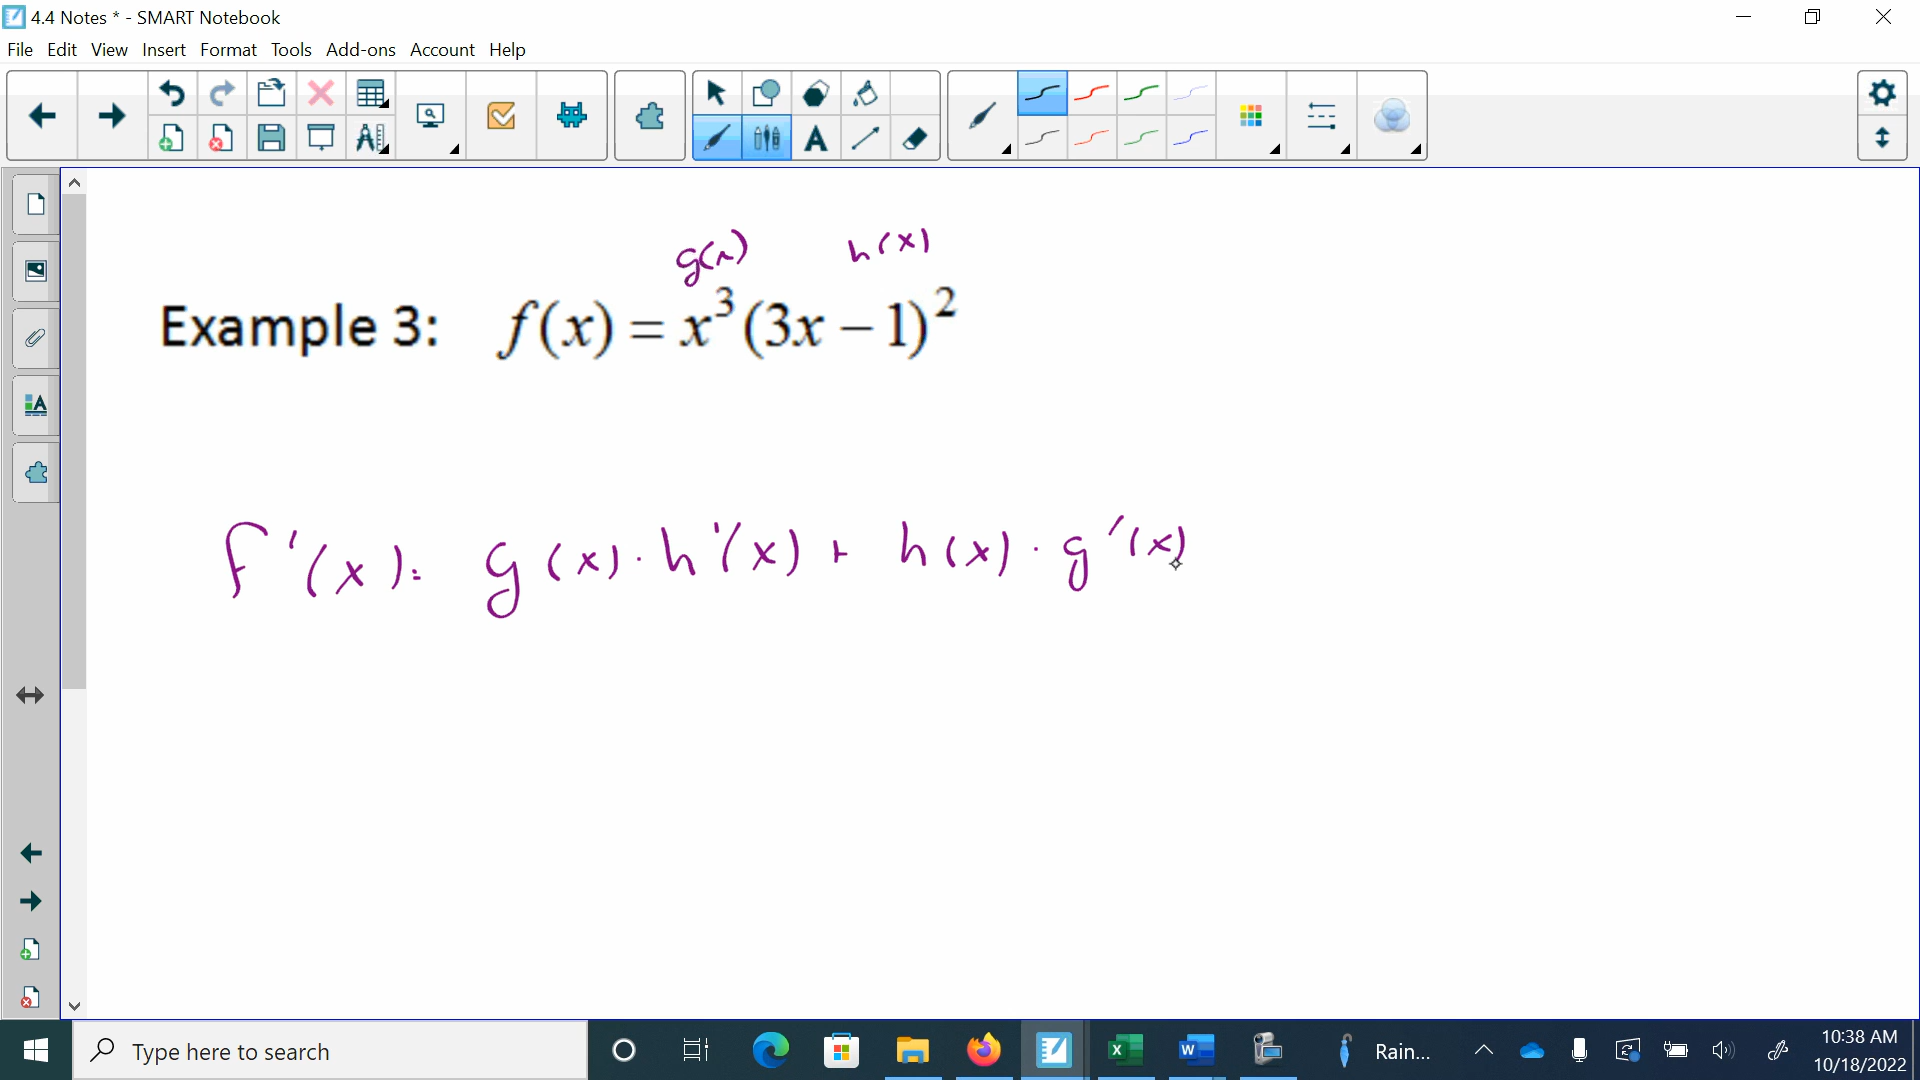 4.4 Notes * - SMART Notebook
File Edit View Insert Format Tools Add-ons Account Help
g(x) h(x)
Example 3: f(x) = x³(3x − 1)²
f'(x) = g(x) · h'(x) + h(x) · g'(x)
Type here to search
Rain...
10:38 AM
10/18/2022